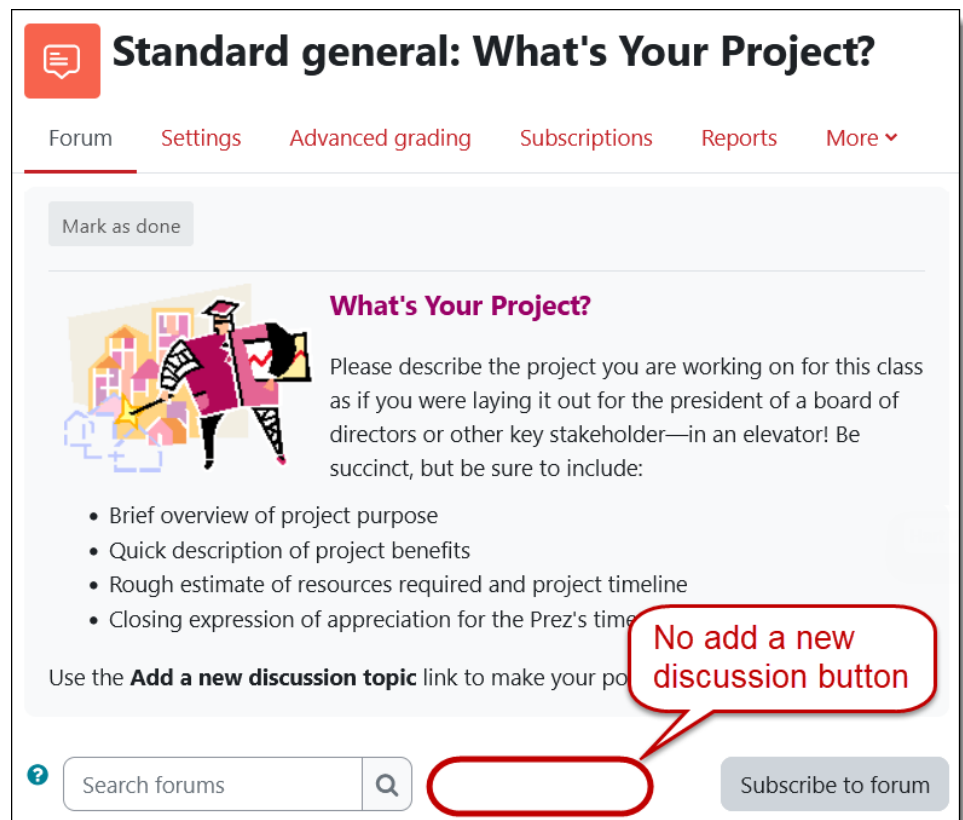 Standard general: What's Your Project?
Forum Settings Advanced grading Subscriptions Reports More
Mark as done
What's Your Project?
Please describe the project you are working on for this class
as if you were laying it out for the president of a board of
directors or other key stakeholder—in an elevator! Be
succinct, but be sure to include:
• Brief overview of project purpose
• Quick description of project benefits
• Rough estimate of resources required and project timeline
• Closing expression of appreciation for the Prez's time
No add a new
discussion button
Use the Add a new discussion topic link to make your
? Search forums Subscribe to forum